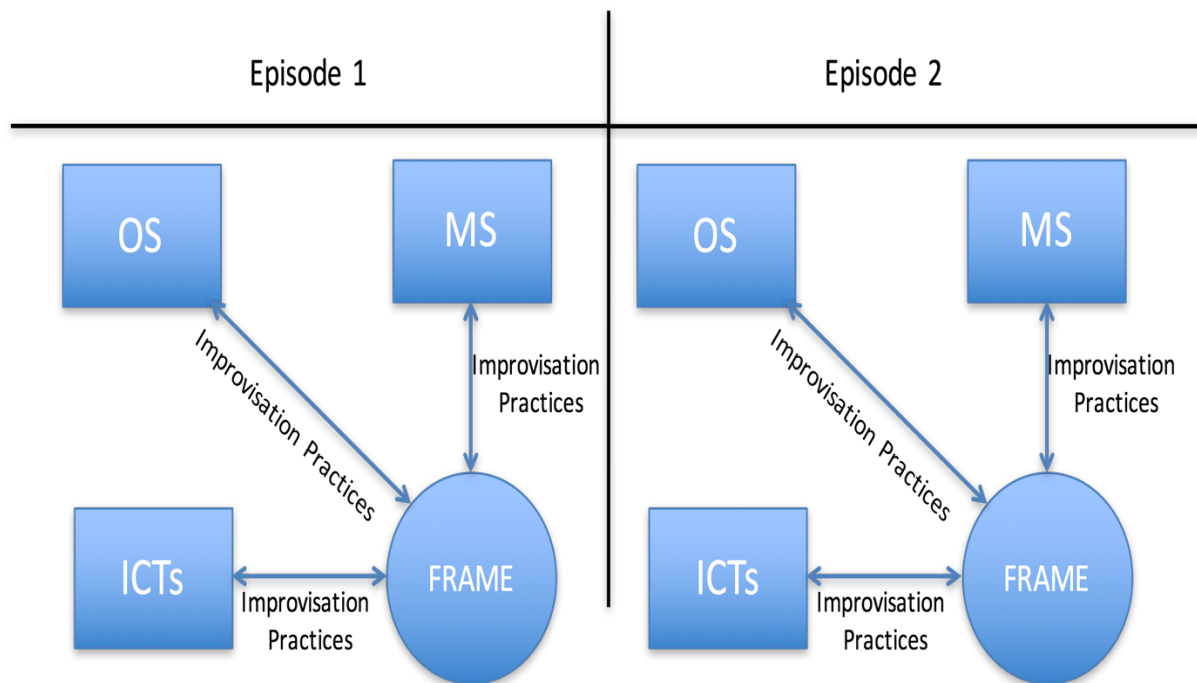 Episode 1
OS
MS
Improvisation Practices
Improvisation
Practices
ICTs
FRAME
Improvisation
Practices
Episode 2
OS
MS
Improvisation Practices
Improvisation
Practices
ICTs
FRAME
Improvisation
Practices